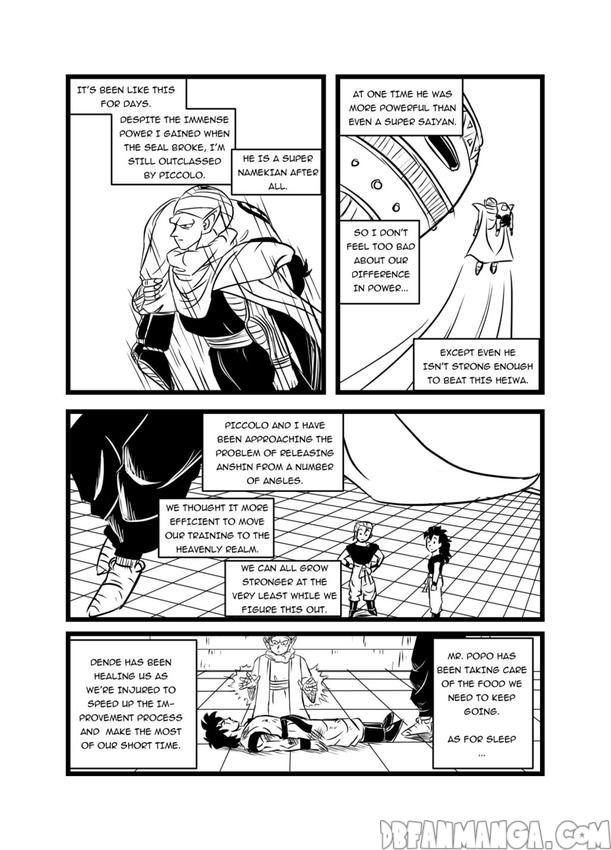 IT'S BEEN LIKE THIS
FOR DAYS.
DESPITE THE IMMENSE
POWER I GAINED WHEN
THE SEAL BROKE, I'M
STILL OUTCLASSED
BY PICCOLO.
HE IS A SUPER
NAMEKIAN AFTER
ALL.
AT ONE TIME HE WAS
MORE POWERFUL THAN
EVEN A SUPER SAIYAN.
SO I DON'T
FEEL TOO BAD
ABOUT OUR
DIFFERENCE
IN POWER...
EXCEPT EVEN HE
ISN'T STRONG ENOUGH
TO BEAT THIS HEIWA.
PICCOLO AND I HAVE
BEEN APPROACHING THE
PROBLEM OF RELEASING
ANSHIN FROM A NUMBER
OF ANGLES.
WE THOUGHT IT MORE
EFFICIENT TO MOVE
OUR TRAINING TO THE
HEAVENLY REALM.
WE CAN ALL GROW
STRONGER AT THE
VERY LEAST WHILE WE
FIGURE THIS OUT.
DENDE HAS BEEN
HEALING US AS
WE'RE INJURED TO
SPEED UP THE IM-
PROVEMENT PROCESS
AND MAKE THE MOST
OF OUR SHORT TIME.
MR. POPO HAS
BEEN TAKING CARE
OF THE FOOD WE
NEED TO KEEP
GOING.
AS FOR SLEEP
...
DBFANMANGA.COM